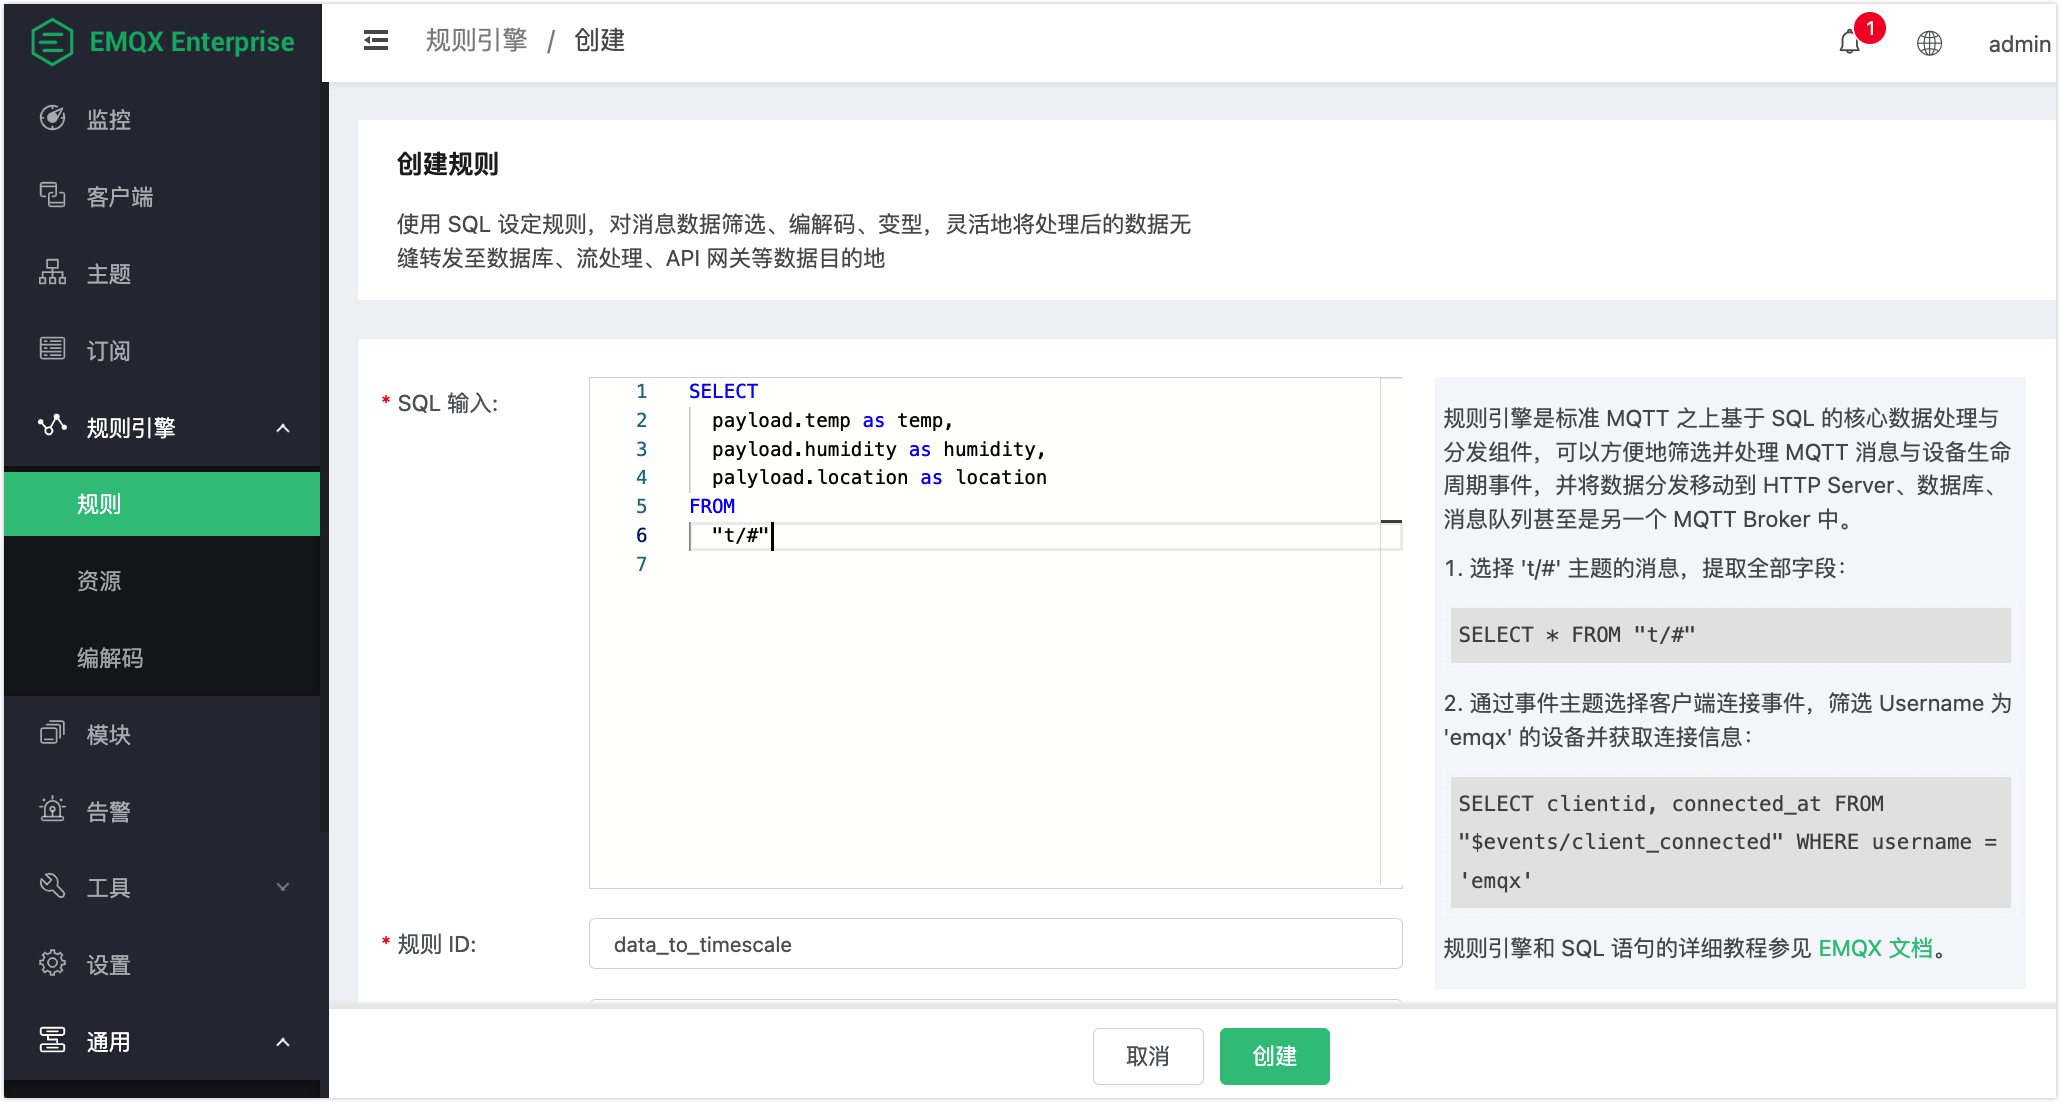 EMQX Enterprise
监控
客户端
主题
订阅
规则引擎
规则
资源
编解码
模块
告警
工具
设置
通用
规则引擎 / 创建
1
admin
创建规则
使用 SQL 设定规则，对消息数据筛选、编解码、变型，灵活地将处理后的数据无
缝转发至数据库、流处理、API 网关等数据目的地
* SQL 输入:
1 SELECT
2 payload.temp as temp,
3 payload.humidity as humidity,
4 palyload.location as location
5 FROM
6 "t/#"
7
* 规则 ID:
data_to_timescale
规则引擎是标准 MQTT 之上基于 SQL 的核心数据处理与
分发组件，可以方便地筛选并处理 MQTT 消息与设备生命
周期事件，并将数据分发移动到 HTTP Server、数据库、
消息队列甚至是另一个 MQTT Broker 中。
1. 选择 't/#' 主题的消息，提取全部字段：
SELECT * FROM "t/#"
2. 通过事件主题选择客户端连接事件，筛选 Username 为
'emqx' 的设备并获取连接信息：
SELECT clientid, connected_at FROM
"$events/client_connected" WHERE username =
'emqx'
规则引擎和 SQL 语句的详细教程参见 EMQX 文档。
取消
创建